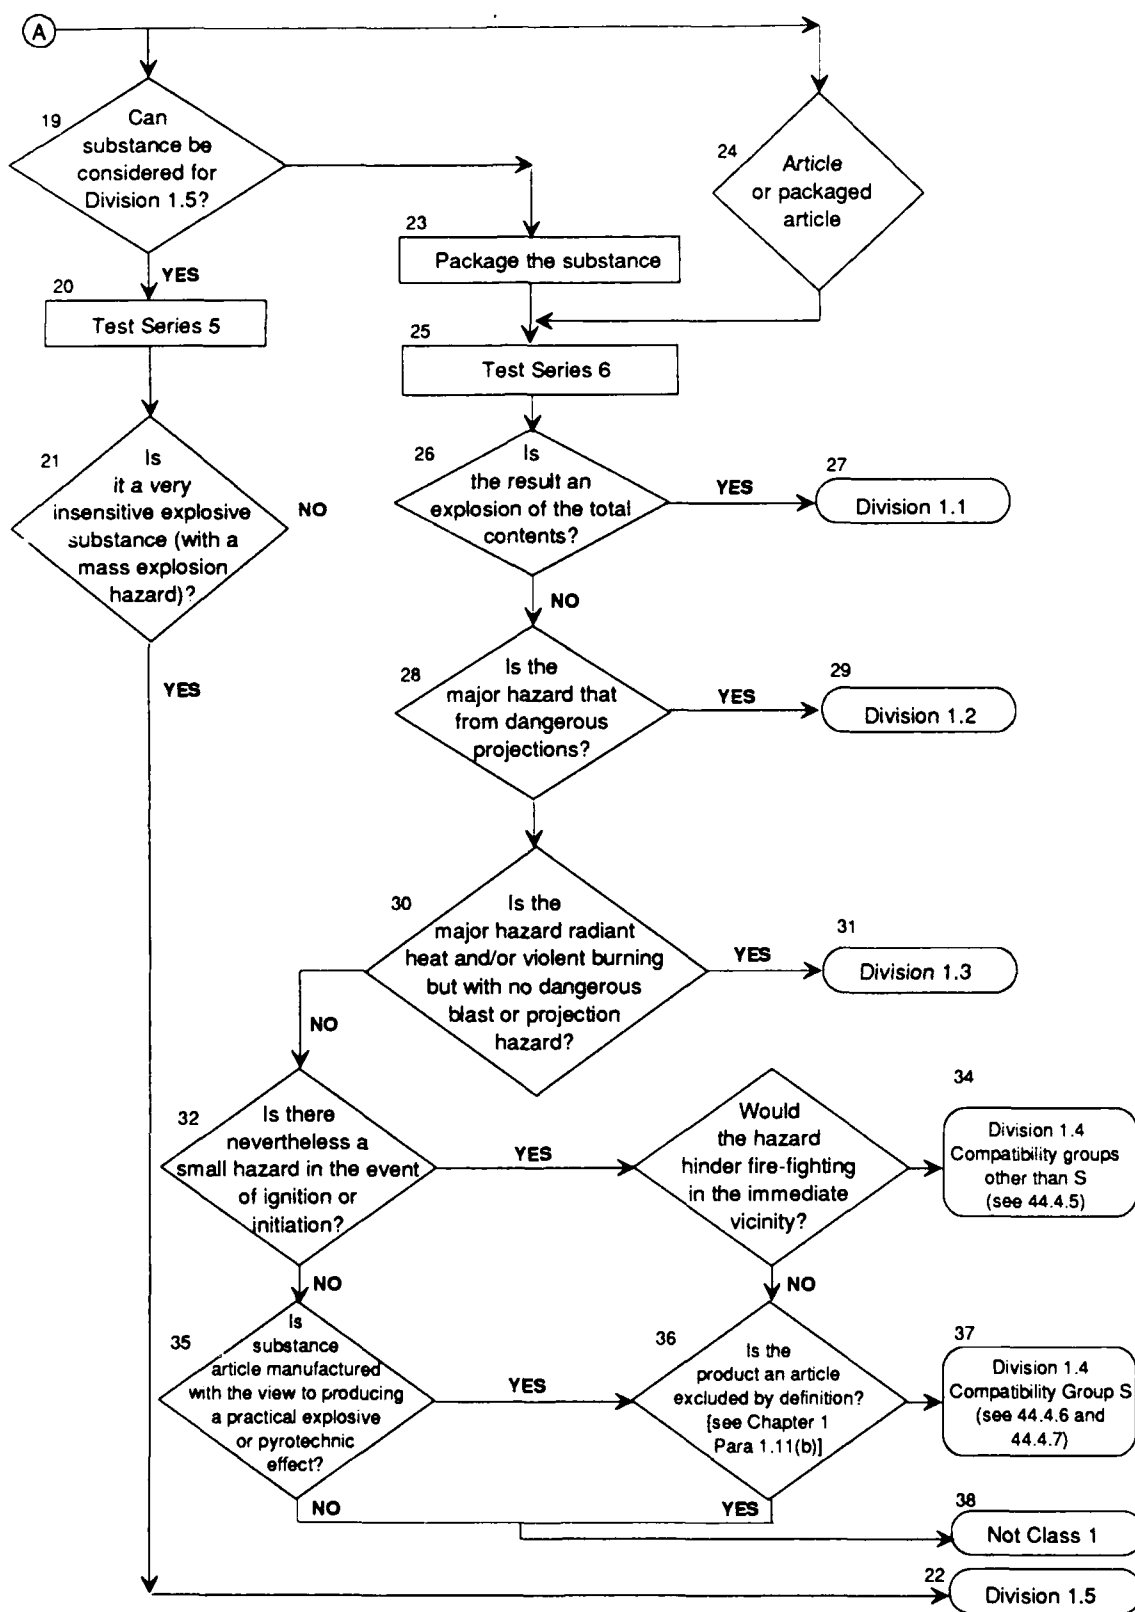 A
19
Can
substance be
considered for
Division 1.5?
24
Article
or packaged
article
23
Package the substance
YES
20
Test Series 5
25
Test Series 6
21
Is
it a very
insensitive explosive
substance (with a
mass explosion
hazard)?
NO
YES
26
Is
the result an
explosion of the total
contents?
YES
27
Division 1.1
NO
28
Is the
major hazard that
from dangerous
projections?
YES
29
Division 1.2
30
Is the
major hazard radiant
heat and/or violent burning
but with no dangerous
blast or projection
hazard?
YES
31
Division 1.3
NO
32
Is there
nevertheless a
small hazard in the event
of ignition or
initiation?
YES
Would
the hazard
hinder fire-fighting
in the immediate
vicinity?
34
Division 1.4
Compatibility groups
other than S
(see 44.4.5)
NO
NO
35
Is
substance
article manufactured
with the view to producing
a practical explosive
or pyrotechnic
effect?
YES
36
Is the
product an article
excluded by definition?
[see Chapter 1
Para 1.11(b)]
37
Division 1.4
Compatibility Group S
(see 44.4.6 and
44.4.7)
NO
YES
38
Not Class 1
22
Division 1.5